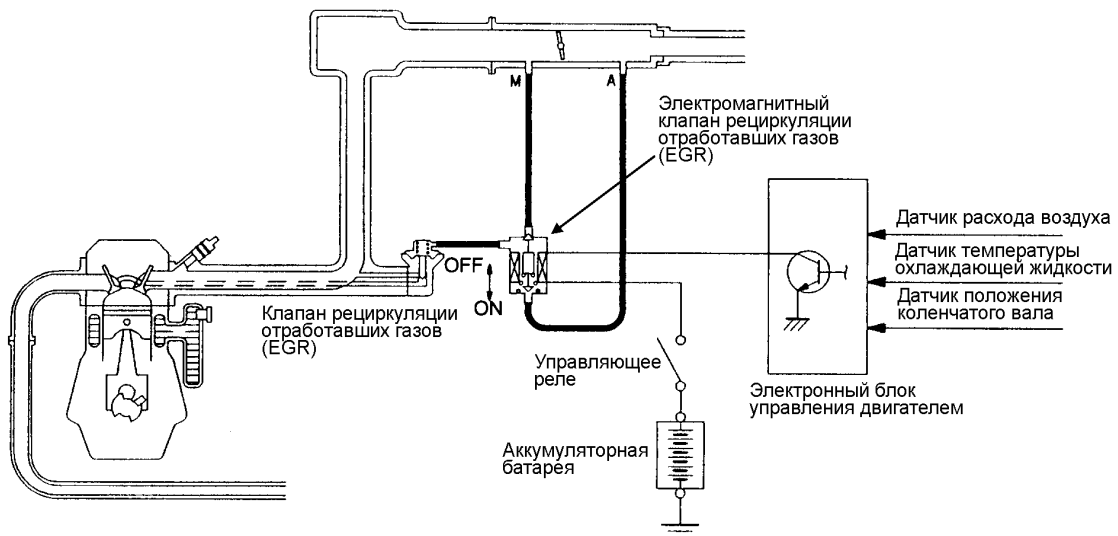 M
A
Электромагнитный
клапан рециркуляции
отработавших газов
(EGR)
Датчик расхода воздуха
Датчик температуры
охлаждающей жидкости
Датчик положения
коленчатого вала
OFF
ON
Клапан рециркуляции
отработавших газов
(EGR)
Управляющее
реле
Электронный блок
управления двигателем
Аккумуляторная
батарея